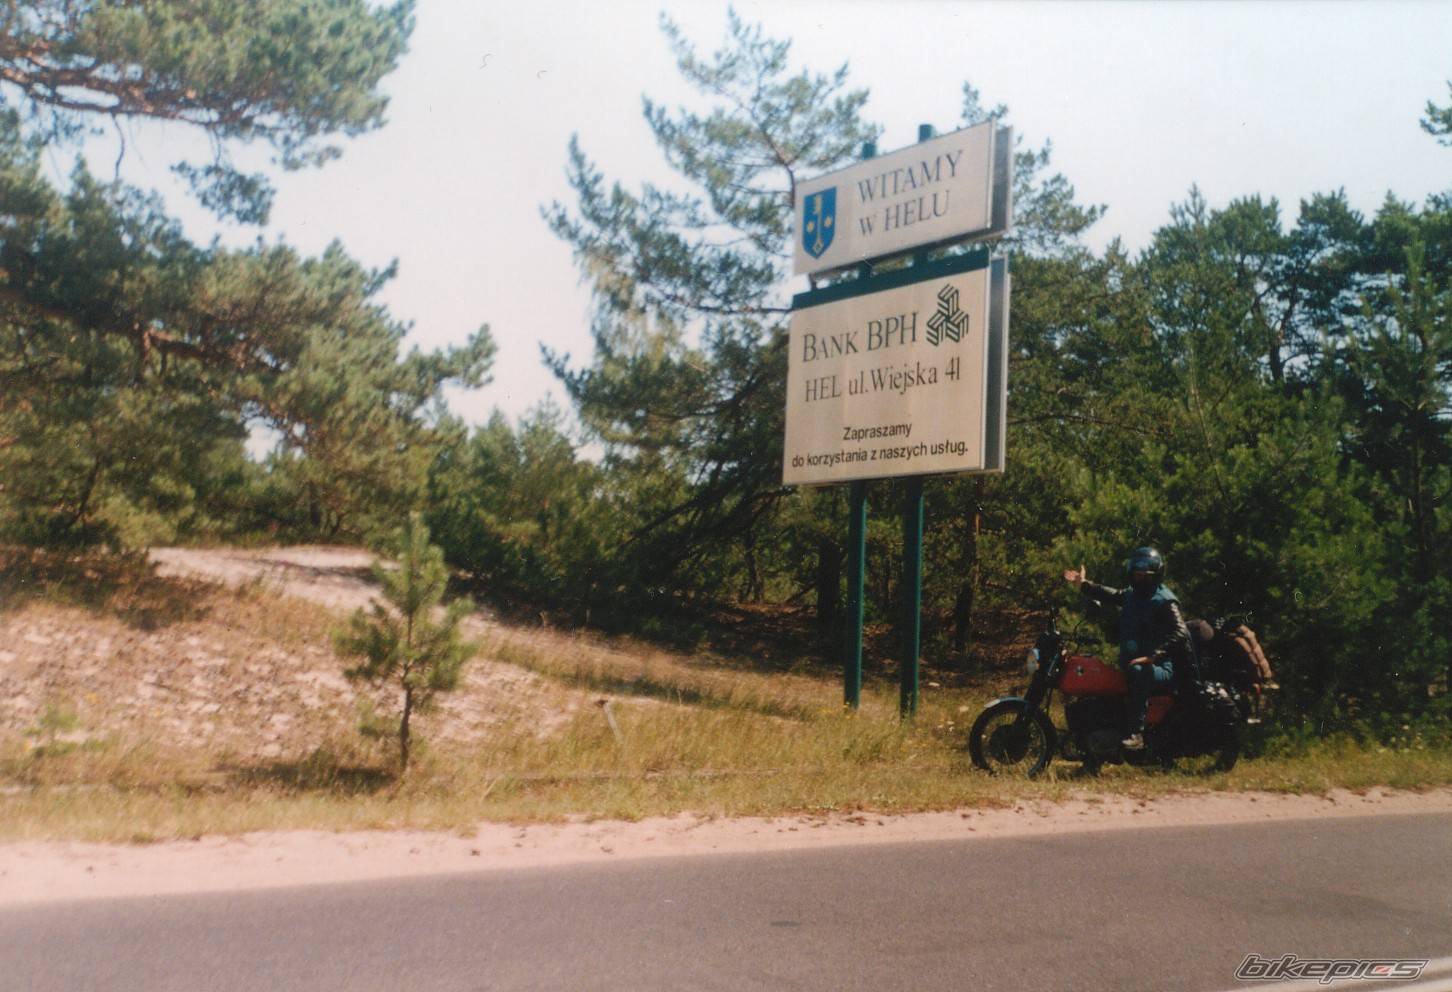 WITAMY
W HELU
BANK BPH
HEL ul.Wiejska 41
Zapraszamy
do korzystania z naszych usług.
bikepics